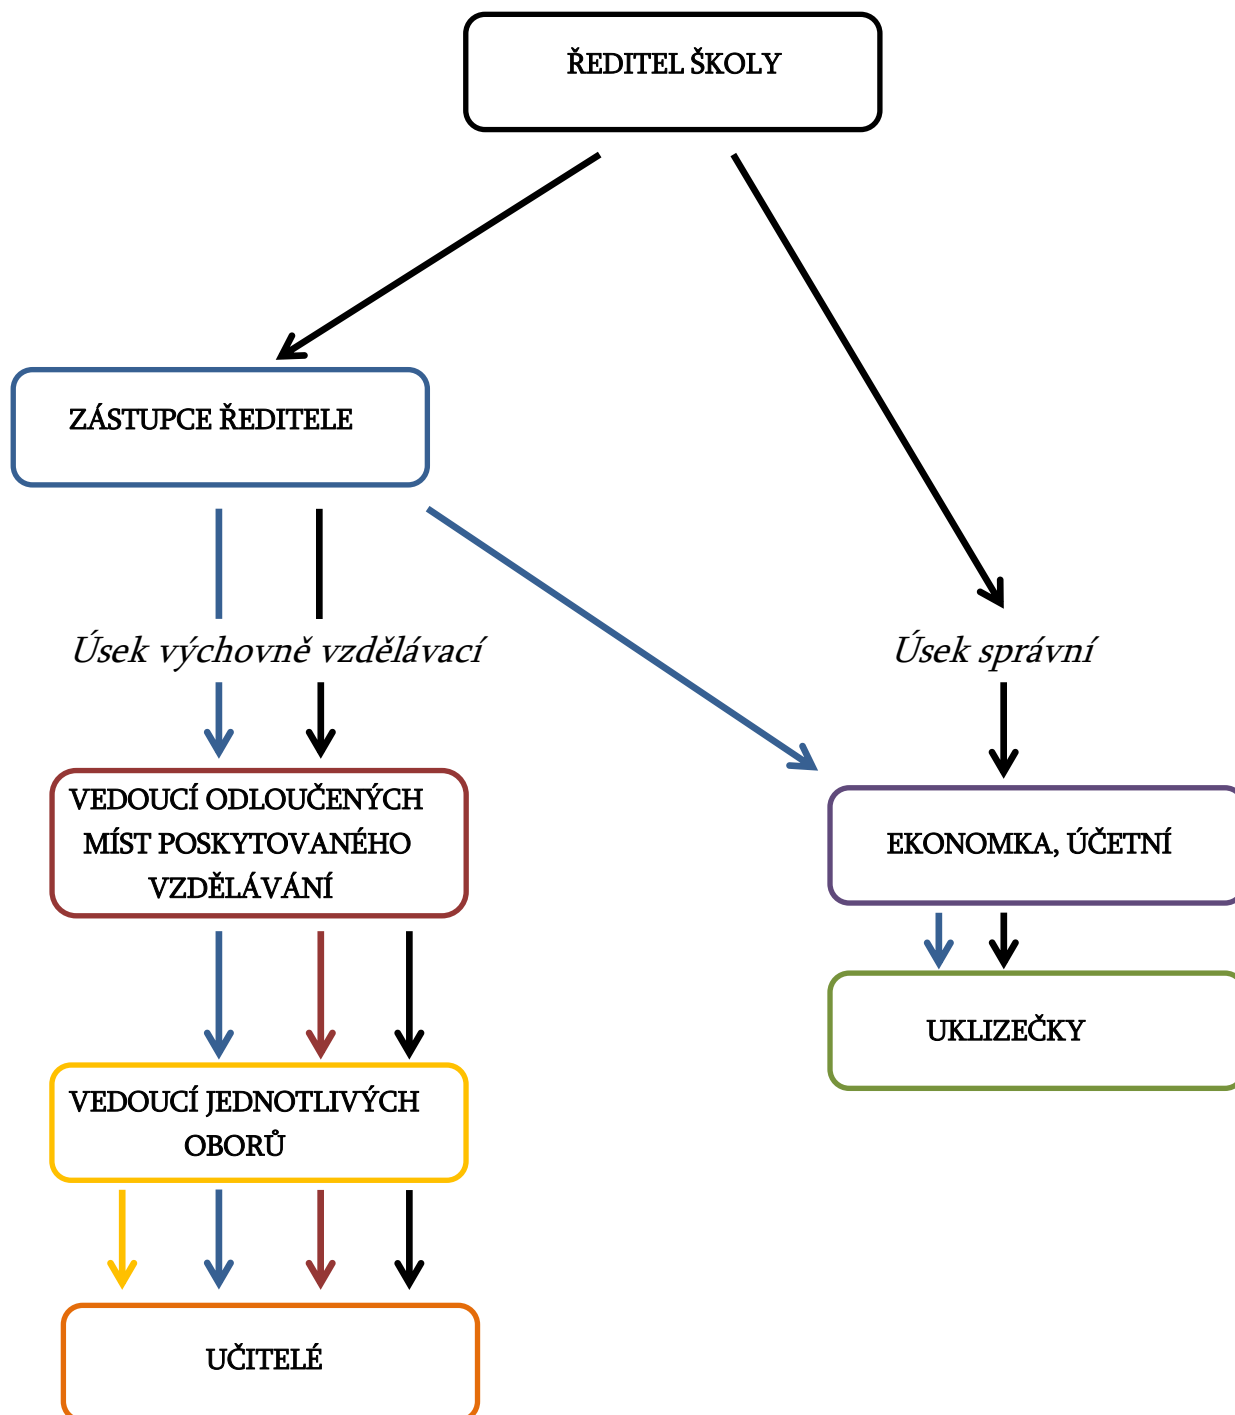 ŘEDITEL ŠKOLY
ZÁSTUPCE ŘEDITELE
Úsek výchovně vzdělávací
Úsek správní
VEDOUCÍ ODLOUČENÝCH
MÍST POSKYTOVANÉHO
VZDĚLÁVÁNÍ
EKONOMKA, ÚČETNÍ
UKLIZEČKY
VEDOUCÍ JEDNOTLIVÝCH
OBORŮ
UČITELÉ